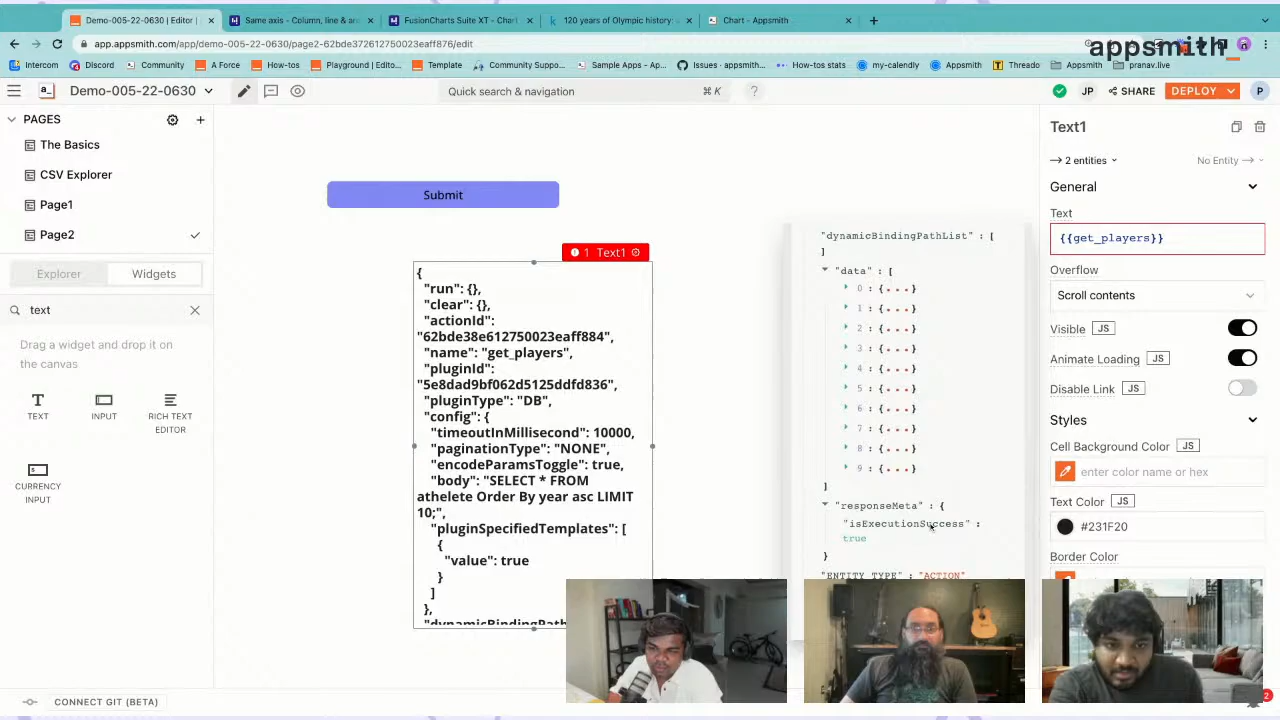 Demo-005-22-0630 | Editor |
Same axis - Column, line & are
FusionCharts Suite XT - Chart
120 years of Olympic history:
Chart - Appsmith
app.appsmith.com/app/demo-005-22-0630/page2-62bde372612750023eaff876/edit
appsmith_
Intercom
Discord
Community
A Force
How-tos
Playground | Edito...
Template
Community Suppo...
Sample Apps - Ap...
Issues · appsmith...
How-tos stats
my-calendly
Appsmith
Threado
Appsmith
pranav.live
Demo-005-22-0630
Quick search & navigation
⌘ K
?
JP
SHARE
DEPLOY
P
PAGES
The Basics
CSV Explorer
Page1
Page2
Explorer
Widgets
text
Drag a widget and drop it on
the canvas
TEXT
INPUT
RICH TEXT
EDITOR
CURRENCY
INPUT
CONNECT GIT (BETA)
Submit
1 Text1
{
"run": {},
"clear": {},
"actionId":
"62bde38e612750023eaff884",
"name": "get_players",
"pluginId":
"5e8dad9bf062d5125ddfd836",
"pluginType": "DB",
"config": {
"timeoutInMillisecond": 10000,
"paginationType": "NONE",
"encodeParamsToggle": true,
"body": "SELECT * FROM
athelete Order By year asc LIMIT
10;",
"pluginSpecifiedTemplates": [
{
"value": true
}
]
},
"dynamicBindingPath
"dynamicBindingPathList" : [
]
"data" : [
0 : {...}
1 : {...}
2 : {...}
3 : {...}
4 : {...}
5 : {...}
6 : {...}
7 : {...}
8 : {...}
9 : {...}
]
"responseMeta" : {
"isExecutionSuccess" :
true
}
"ENTITY_TYPE" : "ACTION"
Text1
2 entities
No Entity
General
Text
{{get_players}}
Overflow
Scroll contents
Visible
JS
Animate Loading
JS
Disable Link
JS
Styles
Cell Background Color
JS
enter color name or hex
Text Color
JS
#231F20
Border Color
2